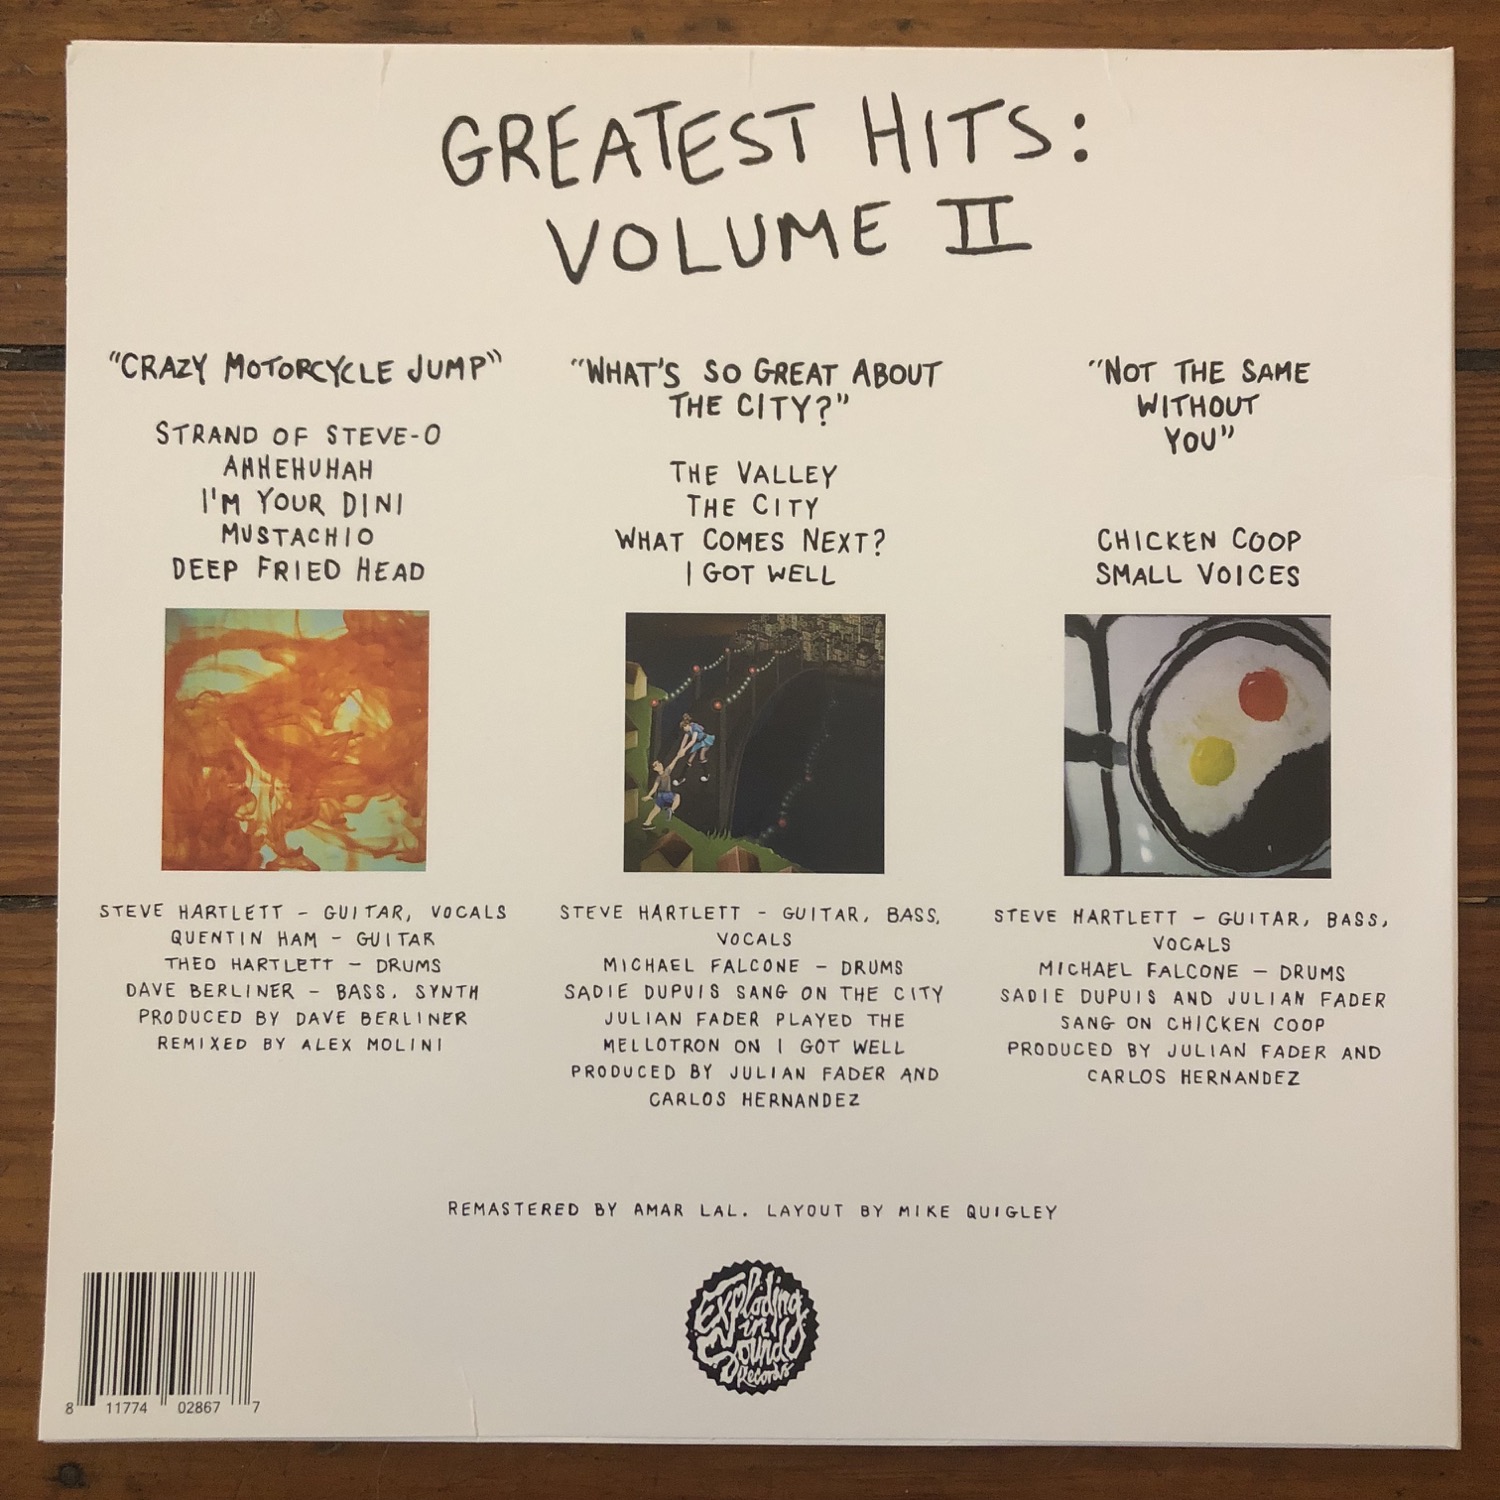 GREATEST HITS:
VOLUME II
"CRAZY MOTORCYCLE JUMP"
STRAND OF STEVE-O
AHHEHUHAH
I'M YOUR DINI
MUSTACHIO
DEEP FRIED HEAD
STEVE HARTLETT - GUITAR, VOCALS
QUENTIN HAM - GUITAR
THEO HARTLETT - DRUMS
DAVE BERLINER - BASS, SYNTH
PRODUCED BY DAVE BERLINER
REMIXED BY ALEX MOLINI
"WHAT'S SO GREAT ABOUT
THE CITY?"
THE VALLEY
THE CITY
WHAT COMES NEXT?
I GOT WELL
STEVE HARTLETT - GUITAR, BASS,
VOCALS
MICHAEL FALCONE - DRUMS
SADIE DUPUIS SANG ON THE CITY
JULIAN FADER PLAYED THE
MELLOTRON ON I GOT WELL
PRODUCED BY JULIAN FADER AND
CARLOS HERNANDEZ
"NOT THE SAME
WITHOUT
YOU"
CHICKEN COOP
SMALL VOICES
STEVE HARTLETT - GUITAR, BASS,
VOCALS
MICHAEL FALCONE - DRUMS
SADIE DUPUIS AND JULIAN FADER
SANG ON CHICKEN COOP
PRODUCED BY JULIAN FADER AND
CARLOS HERNANDEZ
REMASTERED BY AMAR LAL. LAYOUT BY MIKE QUIGLEY
Exploding
in
Sound
Records
8 11774 02867 7